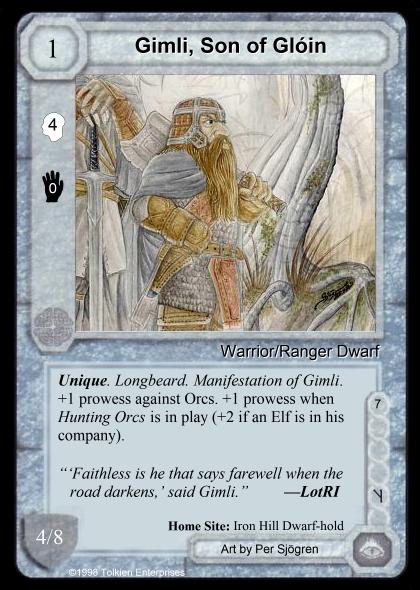 1
Gimli, Son of Glóin
4
0
Warrior/Ranger Dwarf
Unique. Longbeard. Manifestation of Gimli.
+1 prowess against Orcs. +1 prowess when
Hunting Orcs is in play (+2 if an Elf is in his
company).
“‘Faithless is he that says farewell when the
road darkens,’ said Gimli.” —LotRI
7
Home Site: Iron Hill Dwarf-hold
4/8
Art by Per Sjögren
©1998 Tolkien Enterprises